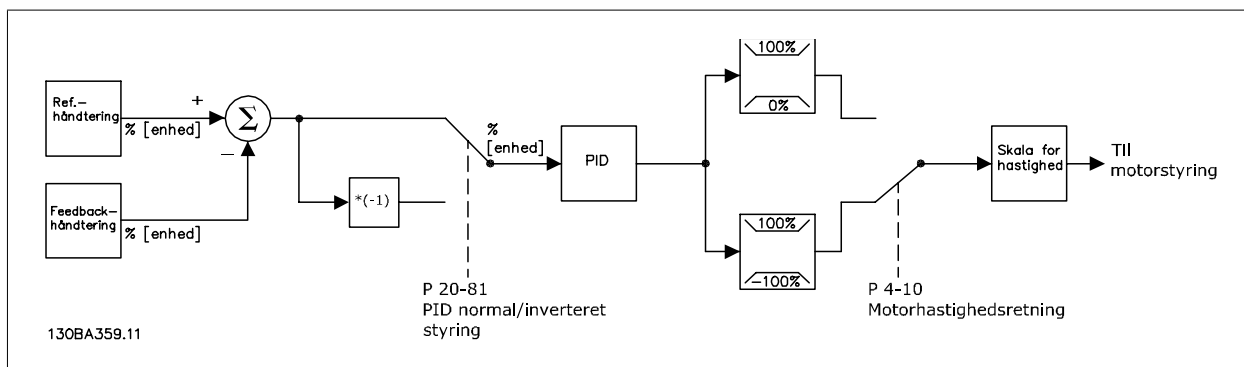 Ref.-
håndtering
+
% [enhed]
Σ
−
Feedback-
håndtering
% [enhed]
*(-1)
%
[enhed]
P 20-81
PID normal/inverteret
styring
PID
100%
0%
100%
−100%
P 4-10
Motorhastighedsretning
Skala for
hastighed
Til
motorstyring
130BA359.11